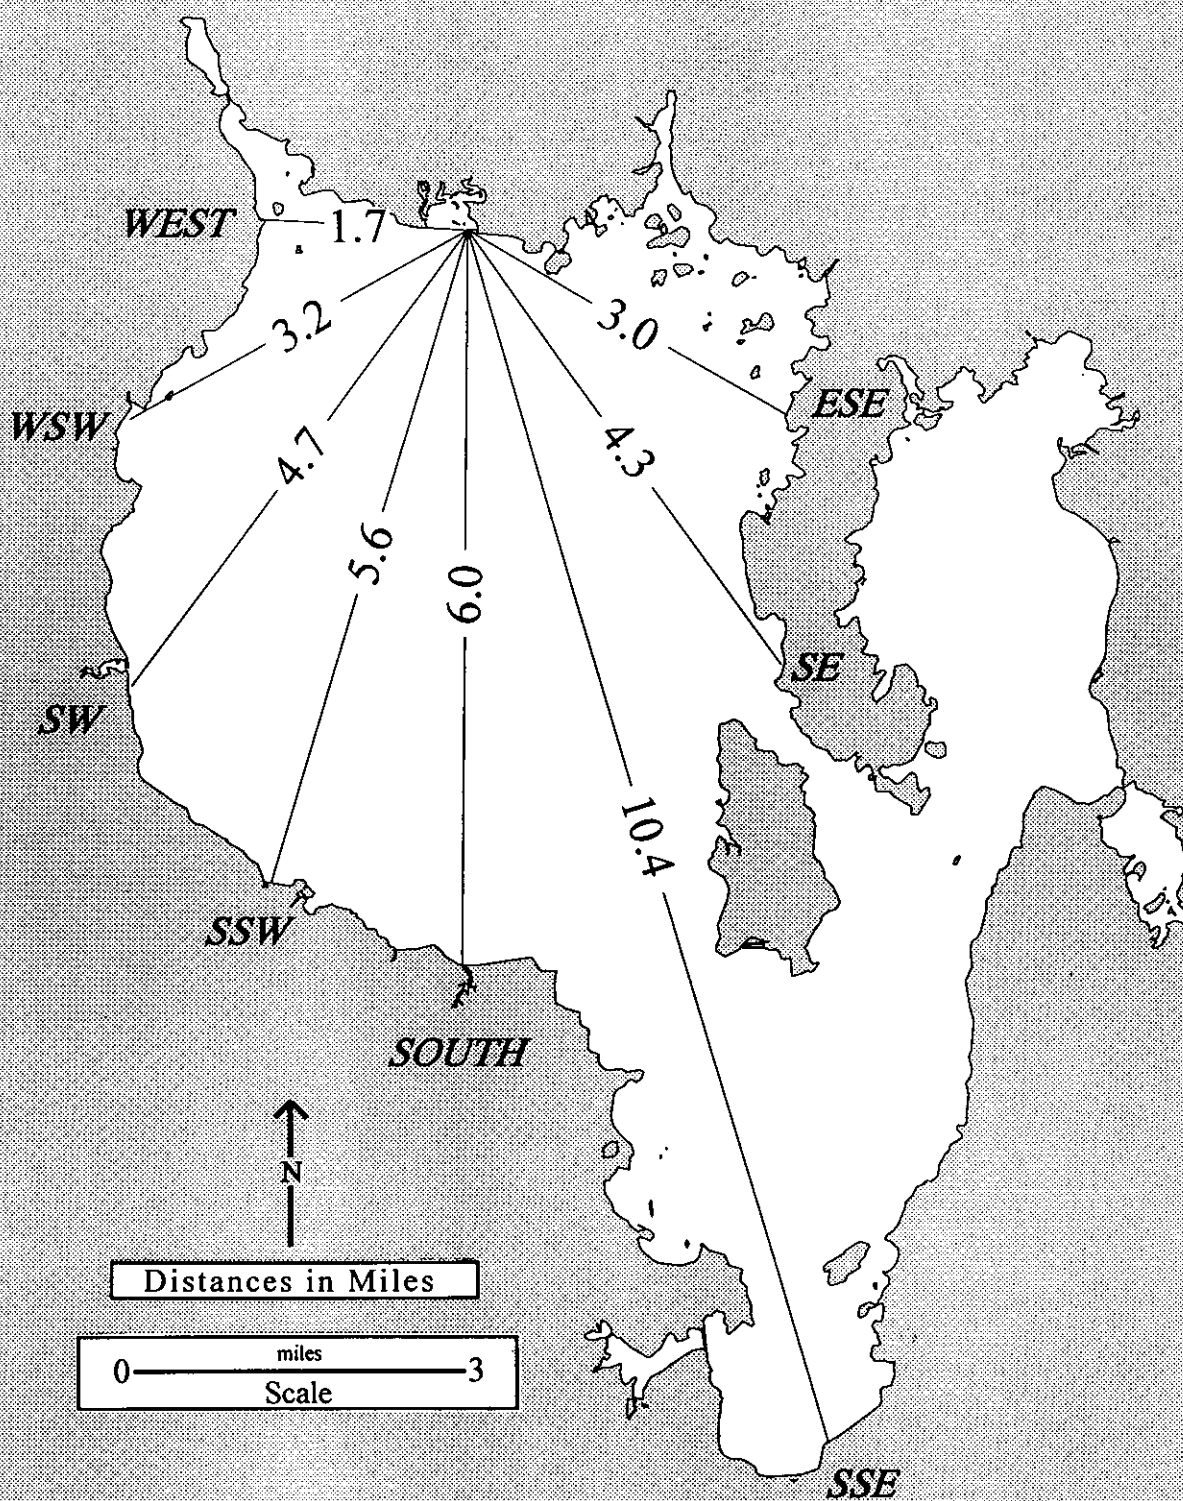 WEST
1.7
3.2
3.0
WSW
ESE
4.7
4.3
5.6
6.0
SE
SW
10.4
SSW
SOUTH
N
Distances in Miles
miles
0 3
Scale
SSE